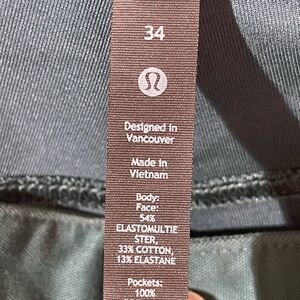 34
Designed in
Vancouver
Made in
Vietnam
Body:
Face:
54%
ELASTOMULTIE
STER,
33% COTTON,
13% ELASTANE
Pockets:
100%